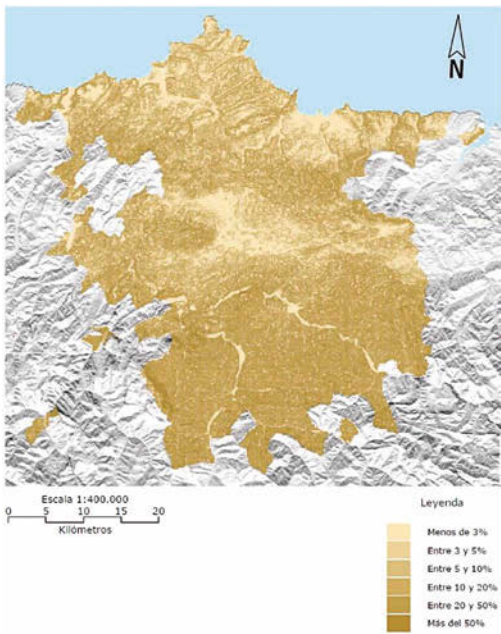 N
Escala 1:400.000
0 5 10 15 20
Kilómetros
Leyenda
Menos de 3%
Entre 3 y 5%
Entre 5 y 10%
Entre 10 y 20%
Entre 20 y 50%
Más del 50%